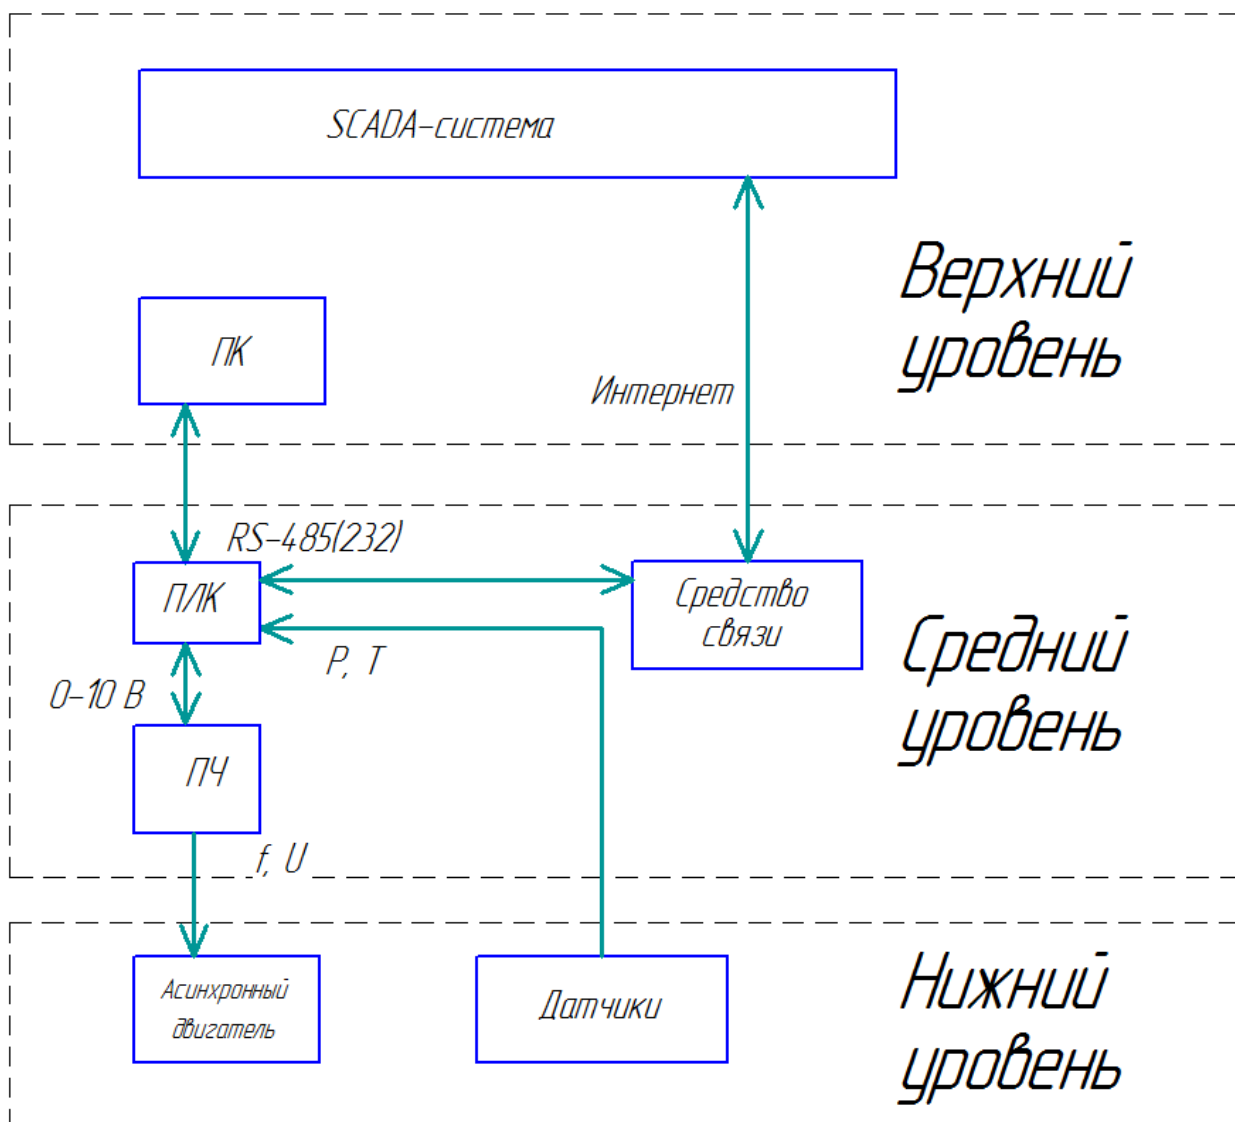 SCADA-система
Верхний
уровень
ПК
Интернет
RS-485(232)
ПЛК
Средство
связи
P, T
Средний
уровень
0-10 В
ПЧ
f, U
Асинхронный
двигатель
Датчики
Нижний
уровень